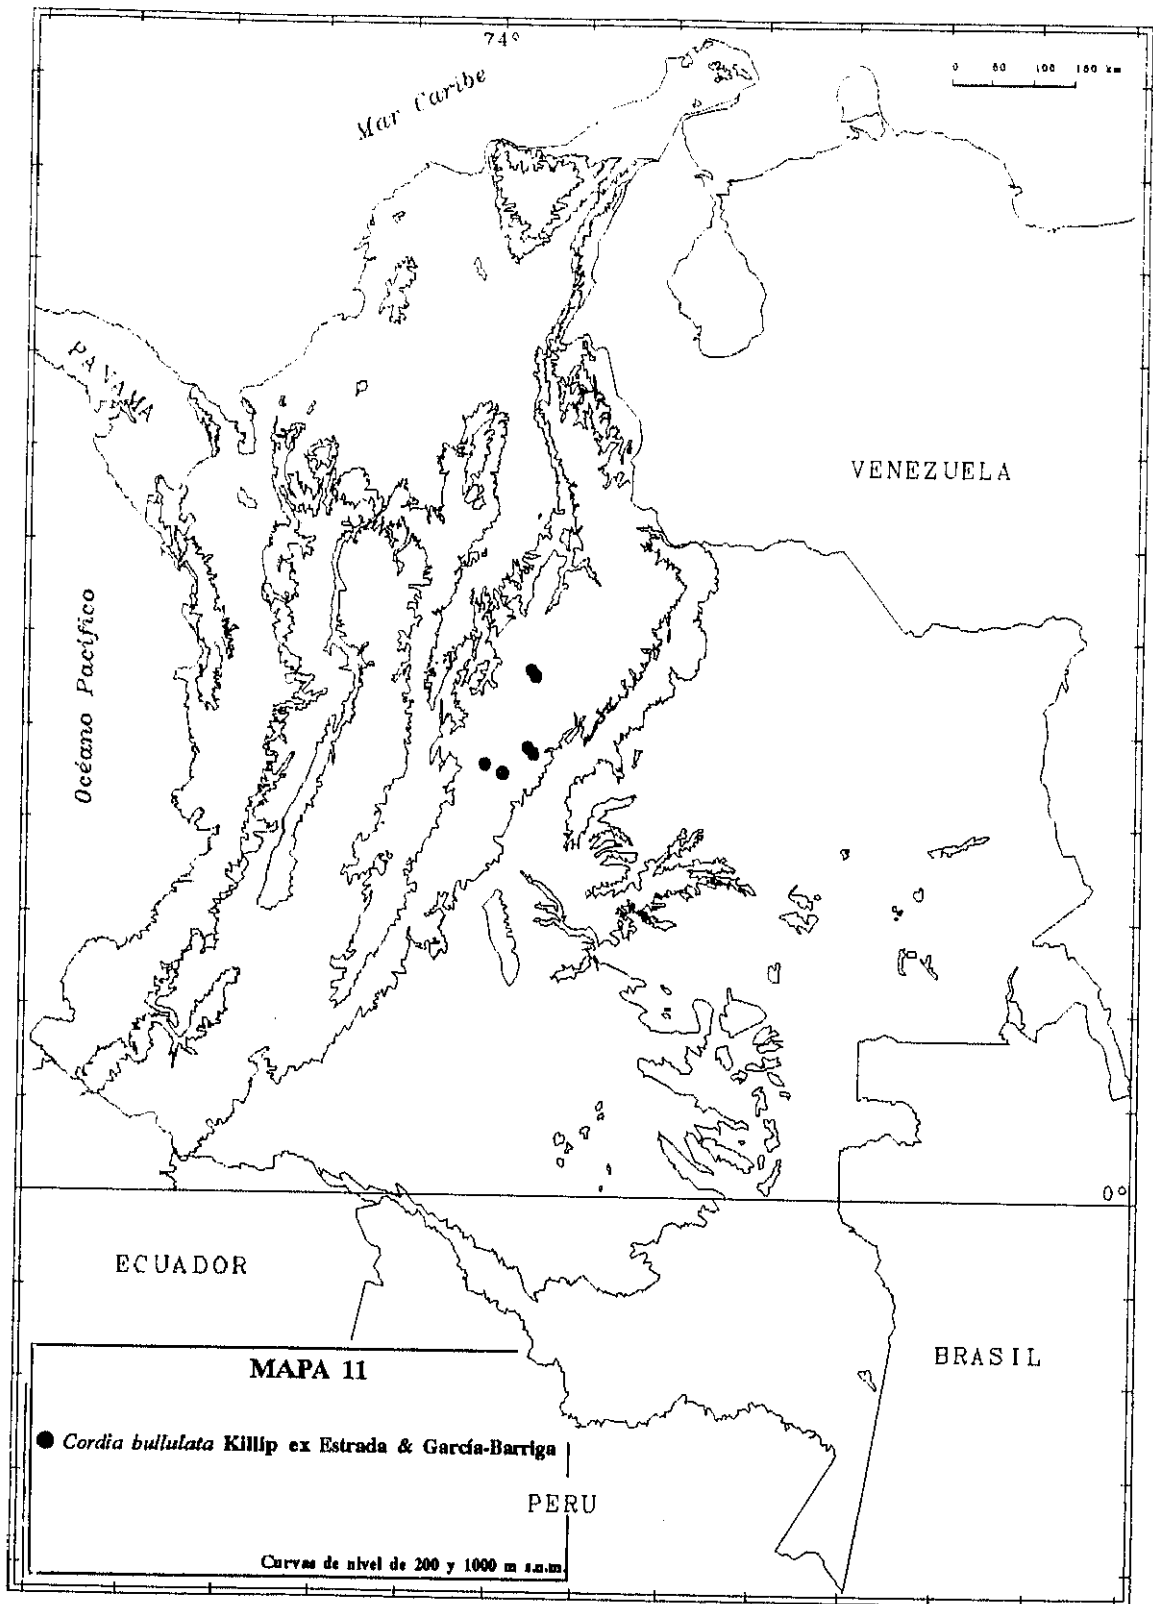 74°
Mar Caribe
0 50 100 150 km
PANAMA
VENEZUELA
Océano Pacífico
0°
ECUADOR
BRASIL
MAPA 11
Cordia bullulata Killip ex Estrada & García-Barriga
PERU
Curvas de nivel de 200 y 1000 m s.n.m.